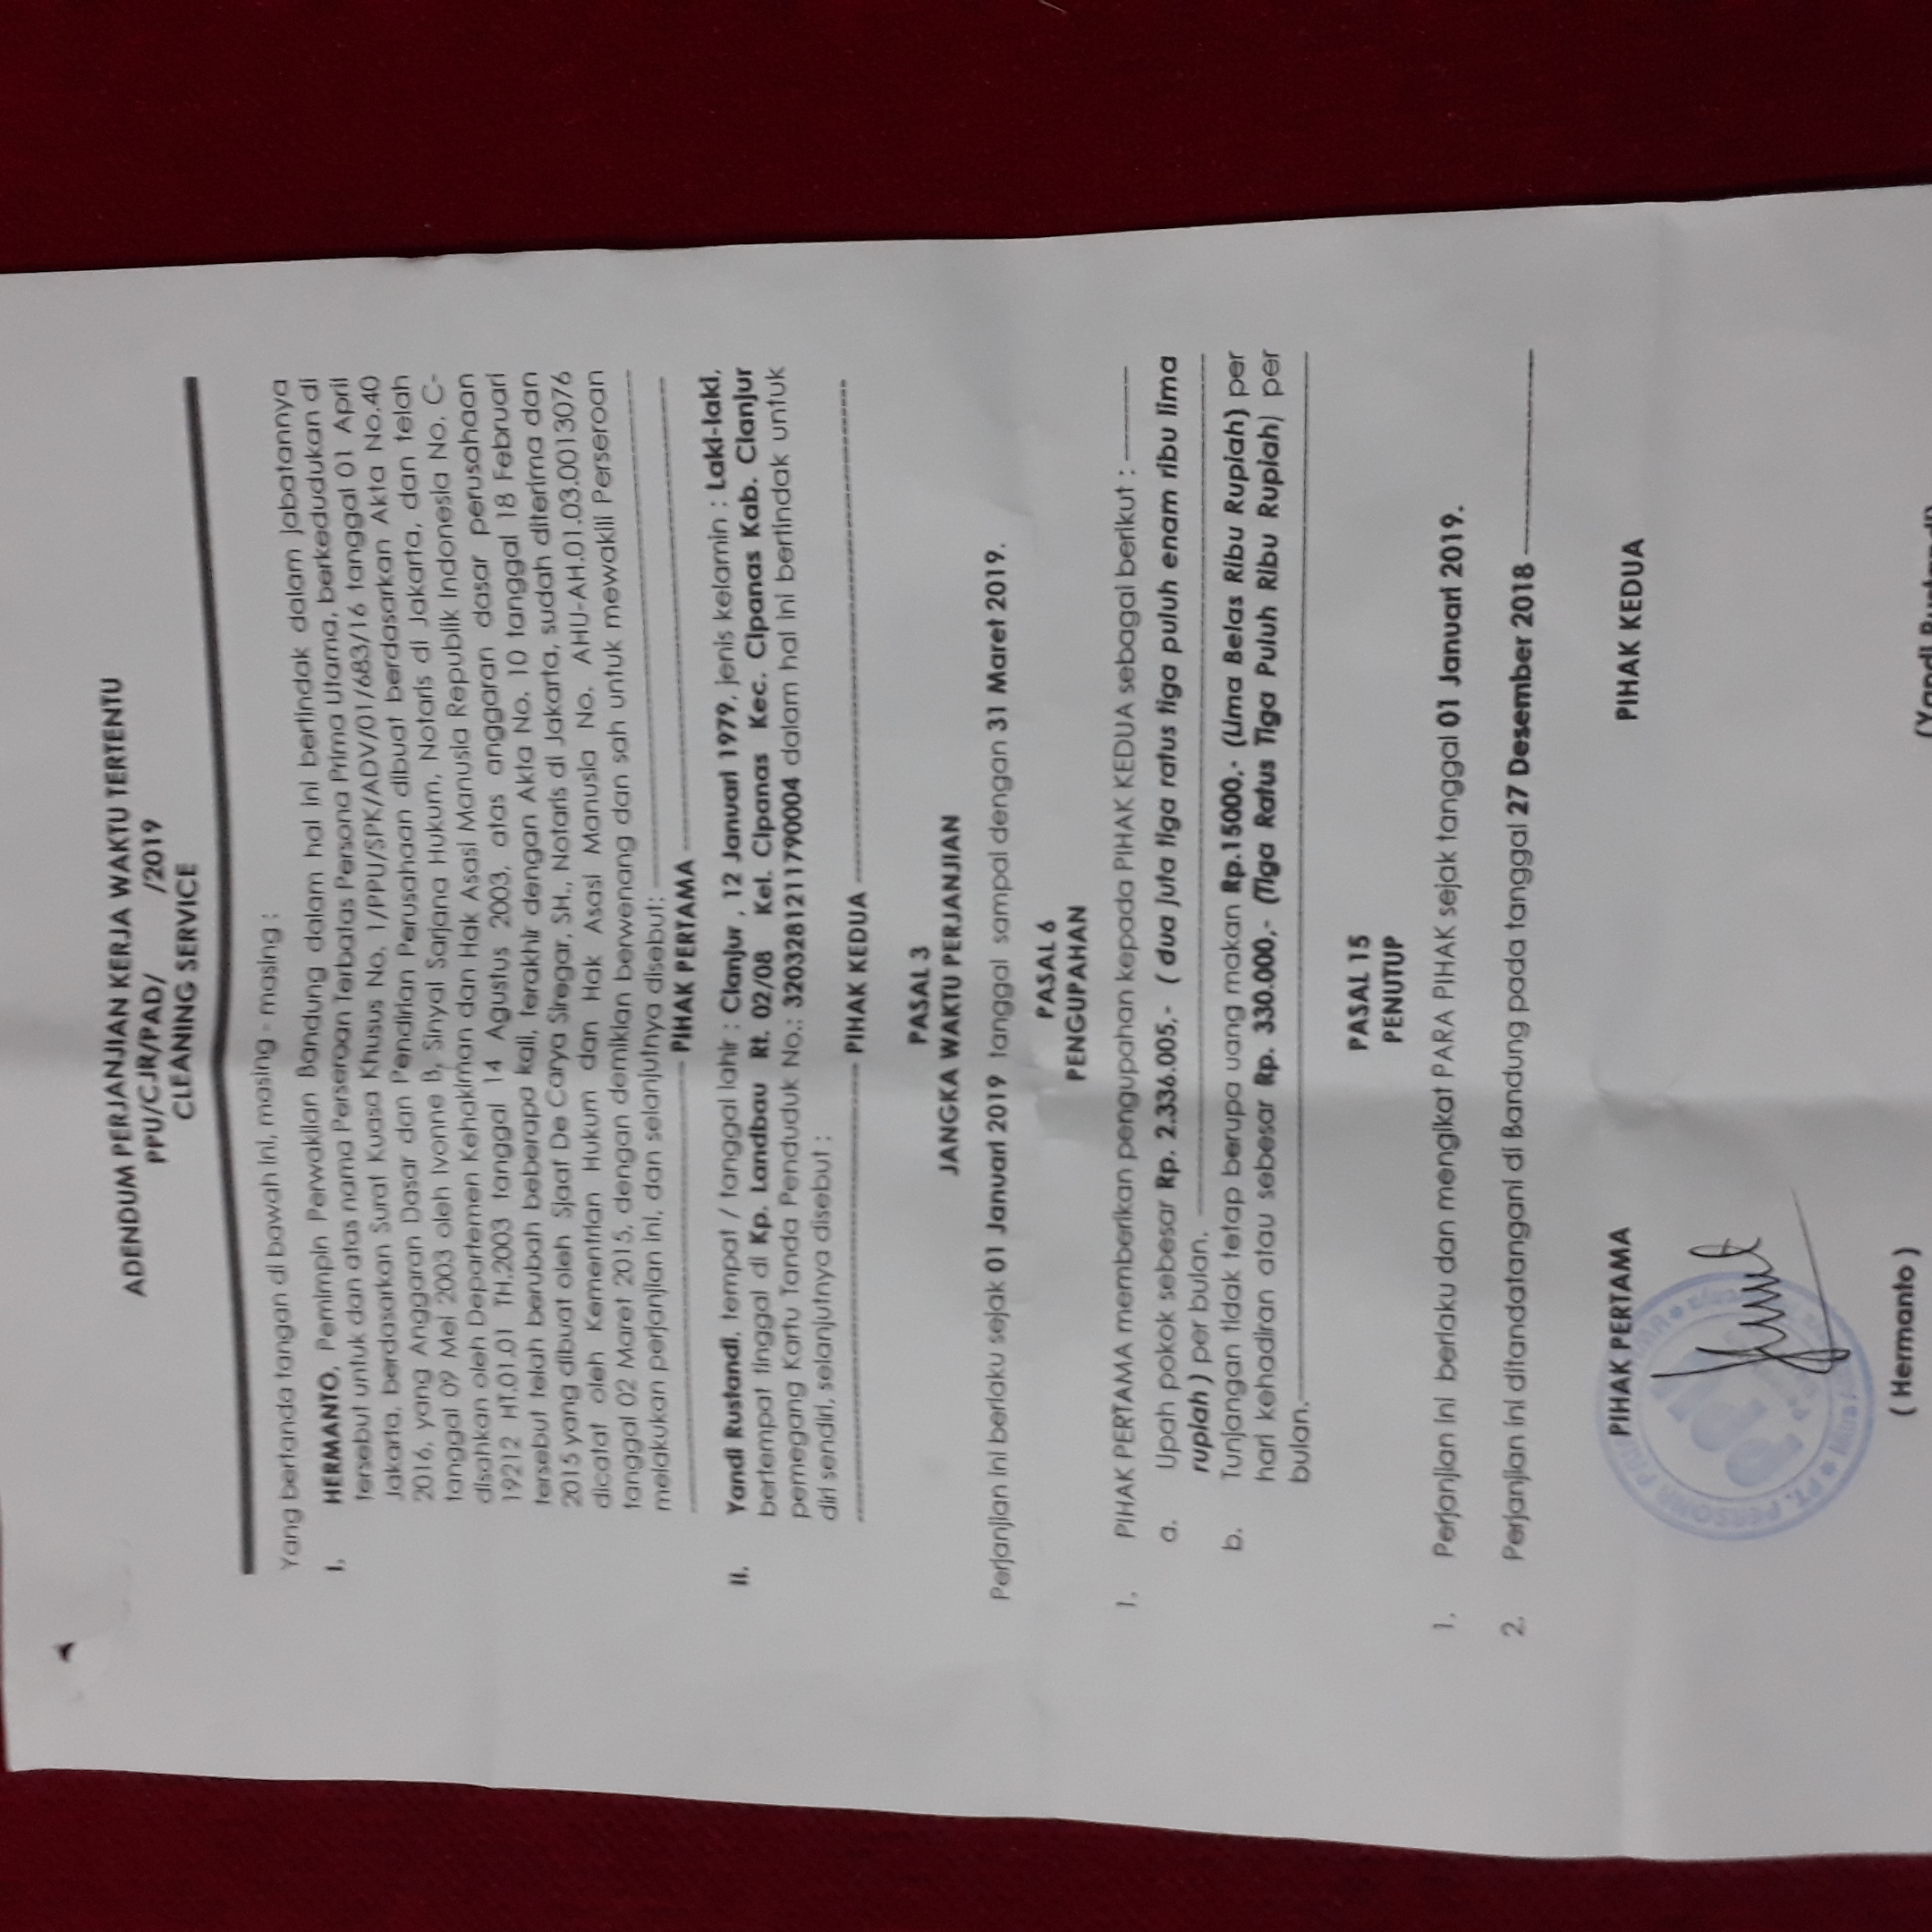 ADENDUM PERJANJIAN KERJA WAKTU TERTENTU
PPU/CJR/PAD/ /2019
CLEANING SERVICE
Yang bertanda tangan di bawah ini, masing - masing :
I. HERMANTO, Pemimpin Perwakilan Bandung dalam hal ini bertindak dalam jabatannya
tersebut untuk dan atas nama Perseroan Terbatas Persona Prima Utama, berkedudukan di
Jakarta, berdasarkan Surat Kuasa Khusus No. 1/PPU/SPK/ADV/01/683/16 tanggal 01 April
2016, yang Anggaran Dasar dan Pendirian Perusahaan dibuat berdasarkan Akta No.40
tanggal 09 Mei 2003 oleh Ivonne B, Sinyal Sarjana Hukum, Notaris di Jakarta, dan telah
disahkan oleh Departemen Kehakiman dan Hak Asasi Manusia Republik Indonesia No. C-
19212 HT.01.01 TH.2003 tanggal 14 Agustus 2003, atas anggaran dasar perusahaan
tersebut telah berubah beberapa kali, terakhir dengan Akta No. 10 tanggal 18 Februari
2015 yang dibuat oleh Sjaaf De Carya Siregar, SH., Notaris di Jakarta, sudah diterima dan
dicatat oleh Kementrian Hukum dan Hak Asasi Manusia No. AHU-AH.01.03.0013076
tanggal 02 Maret 2015, dengan demikian berwenang dan sah untuk mewakili Perseroan
melakukan perjanjian ini, dan selanjutnya disebut:
PIHAK PERTAMA
II. Yandi Rustandi, tempat / tanggal lahir : Cianjur , 12 Januari 1979, jenis kelamin : Laki-laki,
bertempat tinggal di Kp. Landbau Rt. 02/08 Kel. Cipanas Kec. Cipanas Kab. Cianjur
pemegang Kartu Tanda Penduduk No.: 3203281211790004 dalam hal ini bertindak untuk
diri sendiri, selanjutnya disebut :
PIHAK KEDUA
PASAL 3
JANGKA WAKTU PERJANJIAN
Perjanjian ini berlaku sejak 01 Januari 2019 tanggal sampai dengan 31 Maret 2019.
PASAL 6
PENGUPAHAN
1. PIHAK PERTAMA memberikan pengupahan kepada PIHAK KEDUA sebagai berikut :
a. Upah pokok sebesar Rp. 2.336.005,- ( dua juta tiga ratus tiga puluh enam ribu lima
rupiah ) per bulan.
b. Tunjangan tidak tetap berupa uang makan Rp.15000,- (Lima Belas Ribu Rupiah) per
hari kehadiran atau sebesar Rp. 330.000,- (Tiga Ratus Tiga Puluh Ribu Rupiah) per
bulan.
PASAL 15
PENUTUP
1. Perjanjian ini berlaku dan mengikat PARA PIHAK sejak tanggal 01 Januari 2019.
2. Perjanjian ini ditandatangani di Bandung pada tanggal 27 Desember 2018
PIHAK PERTAMA
PIHAK KEDUA
PT. PERSONA PRIMA UTAMA
PPU
( Hermanto )
(Yandi Rustandi)